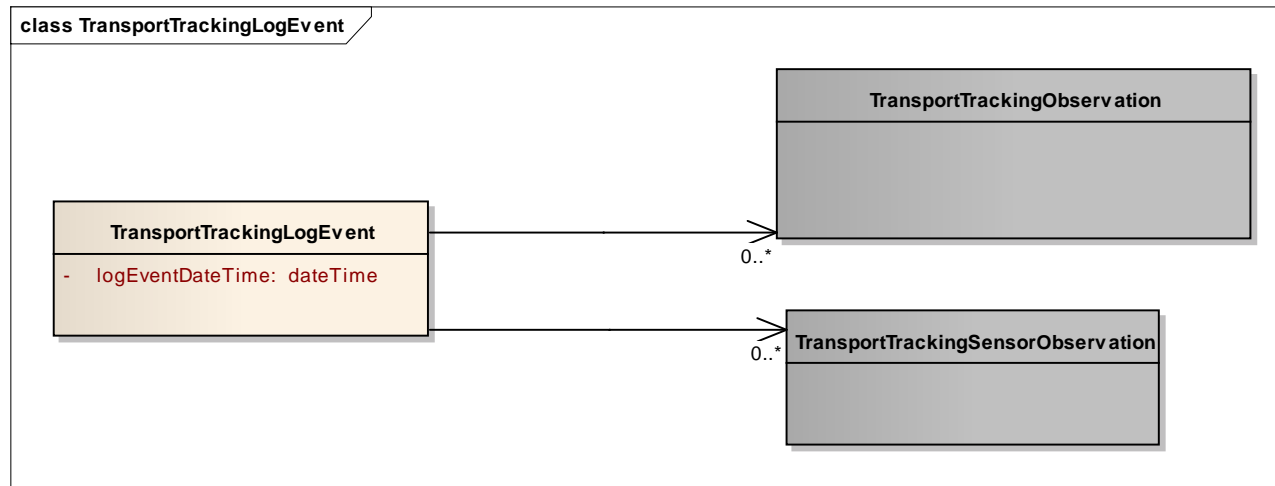 class TransportTrackingLogEvent
TransportTrackingObservation
TransportTrackingLogEvent
- logEventDateTime: dateTime
0..*
TransportTrackingSensorObservation
0..*